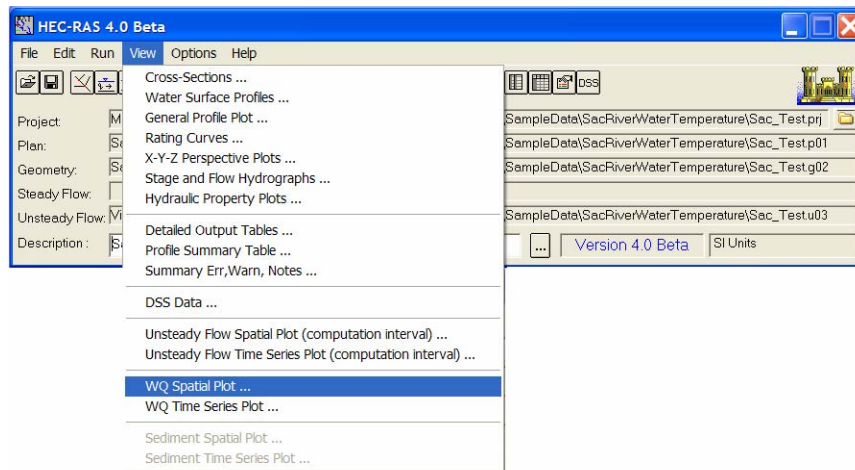 HEC-RAS 4.0 Beta
File Edit Run View Options Help
DSS
Project: M SampleData\SacRiverWaterTemperature\Sac_Test.prj
Plan: Sa SampleData\SacRiverWaterTemperature\Sac_Test.p01
Geometry: Sa SampleData\SacRiverWaterTemperature\Sac_Test.g02
Steady Flow:
Unsteady Flow: Vi SampleData\SacRiverWaterTemperature\Sac_Test.u03
Description : Sa ... Version 4.0 Beta SI Units
Cross-Sections ...
Water Surface Profiles ...
General Profile Plot ...
Rating Curves ...
X-Y-Z Perspective Plots ...
Stage and Flow Hydrographs ...
Hydraulic Property Plots ...
Detailed Output Tables ...
Profile Summary Table ...
Summary Err,Warn, Notes ...
DSS Data ...
Unsteady Flow Spatial Plot (computation interval) ...
Unsteady Flow Time Series Plot (computation interval) ...
WQ Spatial Plot ...
WQ Time Series Plot ...
Sediment Spatial Plot ...
Sediment Time Series Plot ...